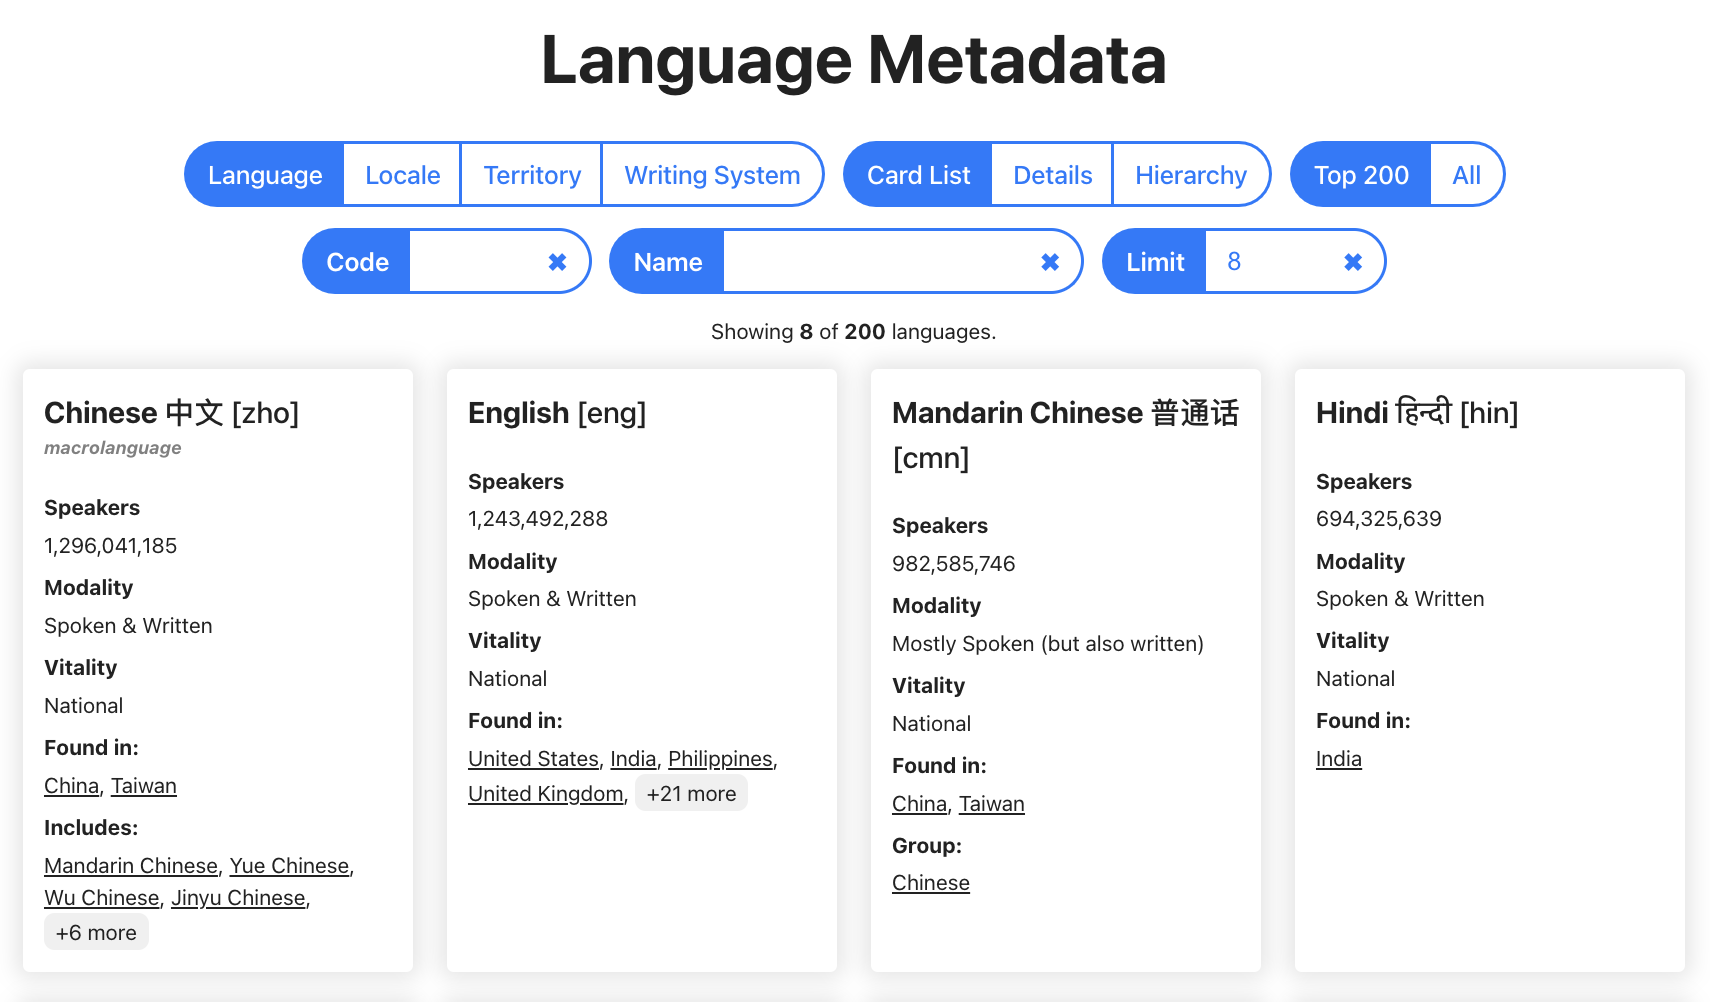 Language Metadata
Language Locale Territory Writing System Card List Details Hierarchy Top 200 All
Code ✖ Name ✖ Limit 8 ✖
Showing 8 of 200 languages.
Chinese 中文 [zho]
macrolanguage
Speakers
1,296,041,185
Modality
Spoken & Written
Vitality
National
Found in:
China, Taiwan
Includes:
Mandarin Chinese, Yue Chinese,
Wu Chinese, Jinyu Chinese,
+6 more
English [eng]
Speakers
1,243,492,288
Modality
Spoken & Written
Vitality
National
Found in:
United States, India, Philippines,
United Kingdom, +21 more
Mandarin Chinese 普通话
[cmn]
Speakers
982,585,746
Modality
Mostly Spoken (but also written)
Vitality
National
Found in:
China, Taiwan
Group:
Chinese
Hindi हिन्दी [hin]
Speakers
694,325,639
Modality
Spoken & Written
Vitality
National
Found in:
India